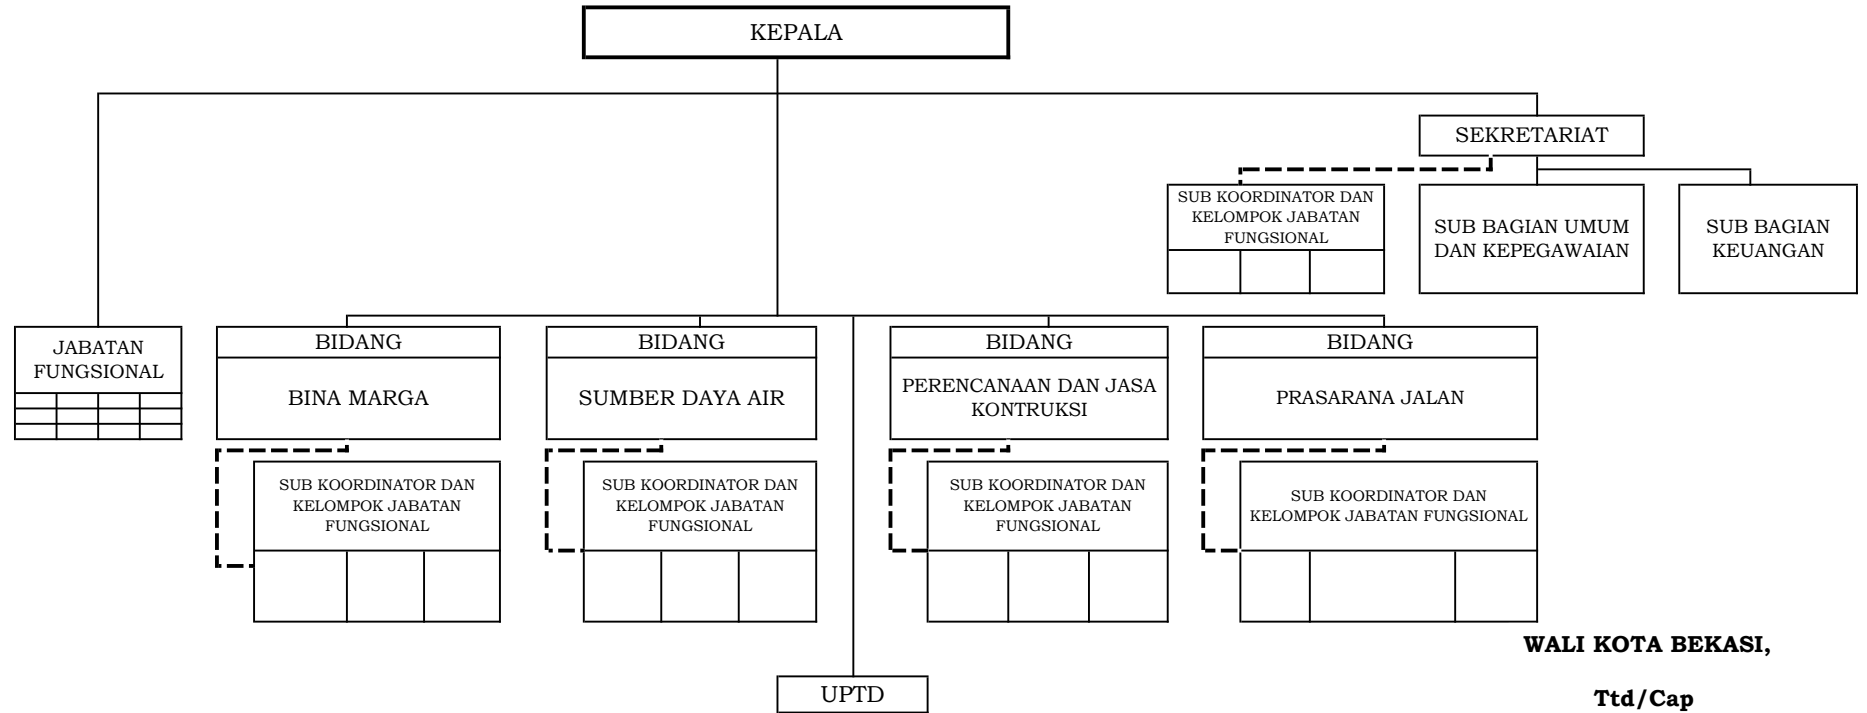 KEPALA
SEKRETARIAT
SUB KOORDINATOR DAN
KELOMPOK JABATAN
FUNGSIONAL
SUB BAGIAN UMUM
DAN KEPEGAWAIAN
SUB BAGIAN
KEUANGAN
JABATAN
FUNGSIONAL
BIDANG
BINA MARGA
BIDANG
SUMBER DAYA AIR
BIDANG
PERENCANAAN DAN JASA
KONTRUKSI
BIDANG
PRASARANA JALAN
SUB KOORDINATOR DAN
KELOMPOK JABATAN
FUNGSIONAL
SUB KOORDINATOR DAN
KELOMPOK JABATAN
FUNGSIONAL
SUB KOORDINATOR DAN
KELOMPOK JABATAN
FUNGSIONAL
SUB KOORDINATOR DAN
KELOMPOK JABATAN FUNGSIONAL
UPTD
WALI KOTA BEKASI,
Ttd/Cap